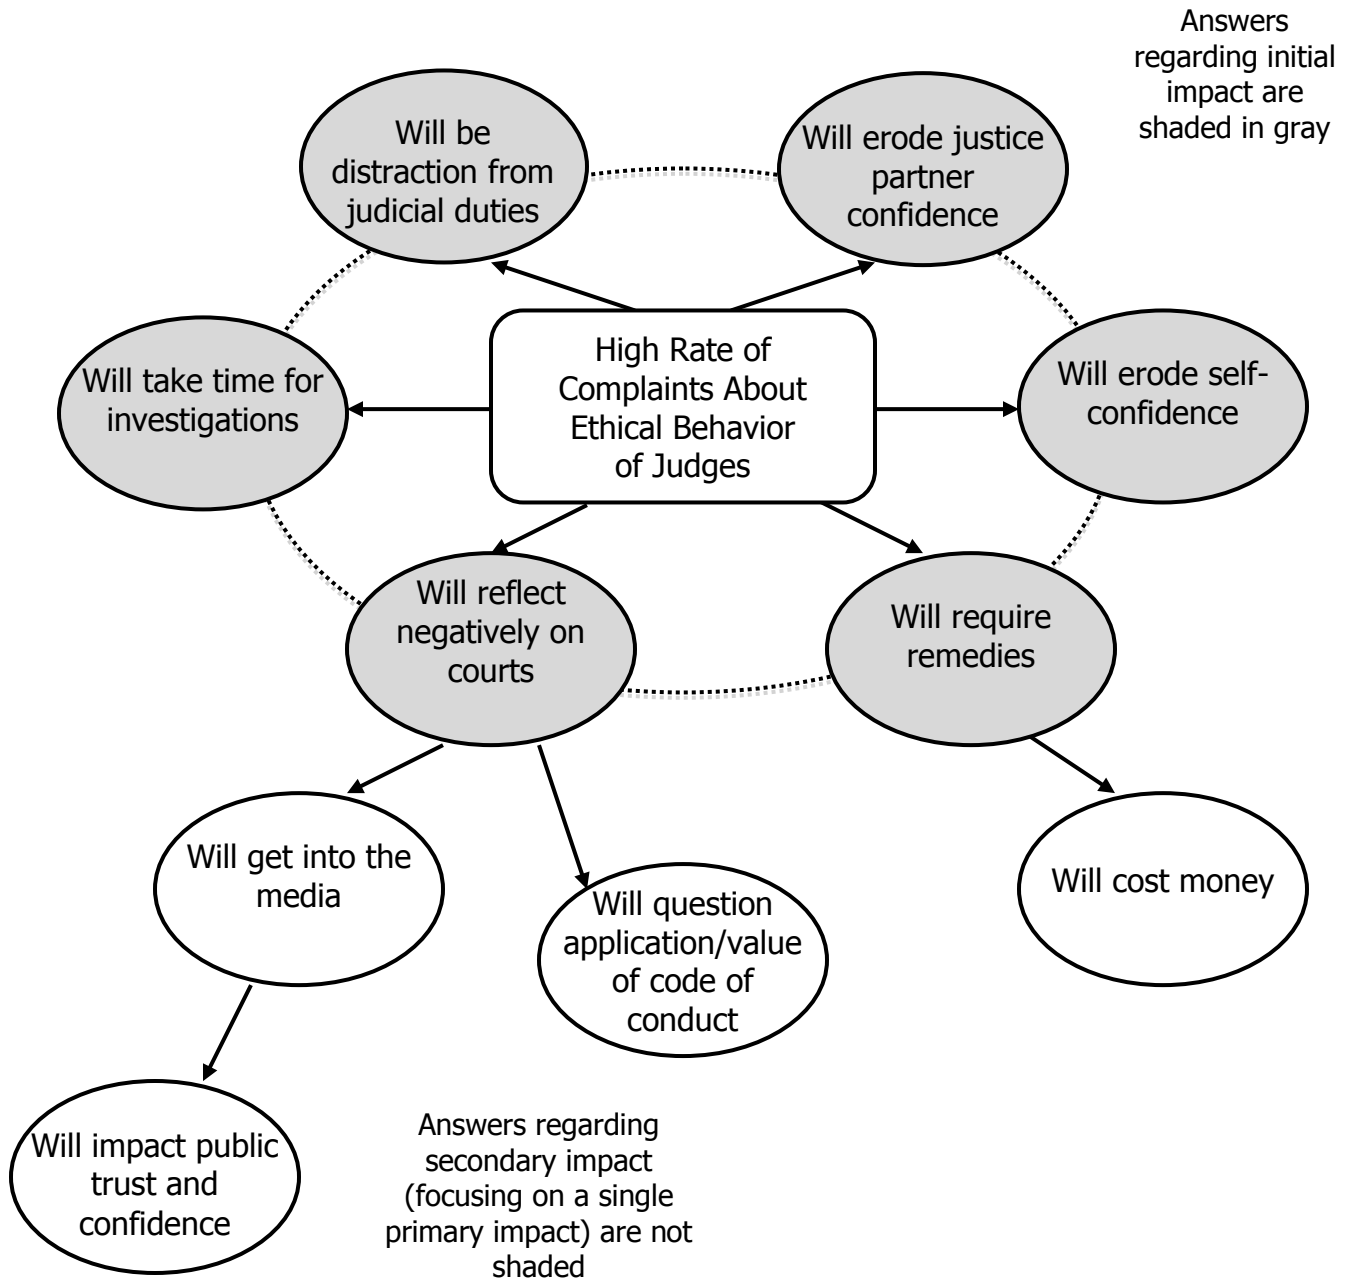 Answers
regarding initial
impact are
shaded in gray
Will be
distraction from
judicial duties
Will erode justice
partner
confidence
High Rate of
Complaints About
Ethical Behavior
of Judges
Will take time for
investigations
Will erode self-
confidence
Will reflect
negatively on
courts
Will require
remedies
Will get into the
media
Will question
application/value
of code of
conduct
Will cost money
Will impact public
trust and
confidence
Answers regarding
secondary impact
(focusing on a single
primary impact) are not
shaded